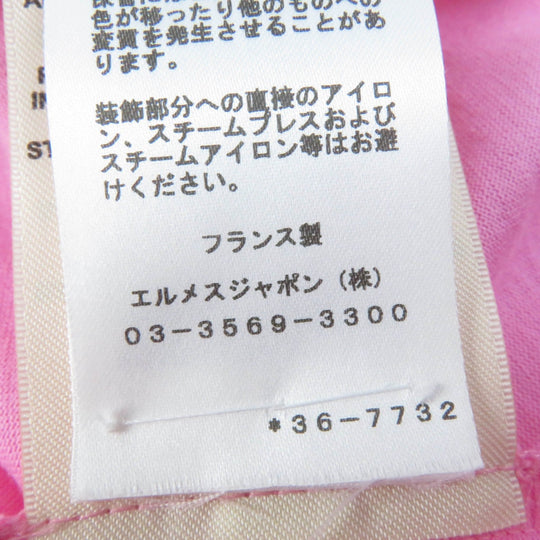 色が移ったり他のものへの
変質を発生させることがあ
ります。
装飾部分への直接のアイロ
ン、スチームプレスおよび
スチームアイロン等はお避
けください。
フランス製
エルメスジャポン（株）
03-3569-3300
*36-7732
A
IN
ST